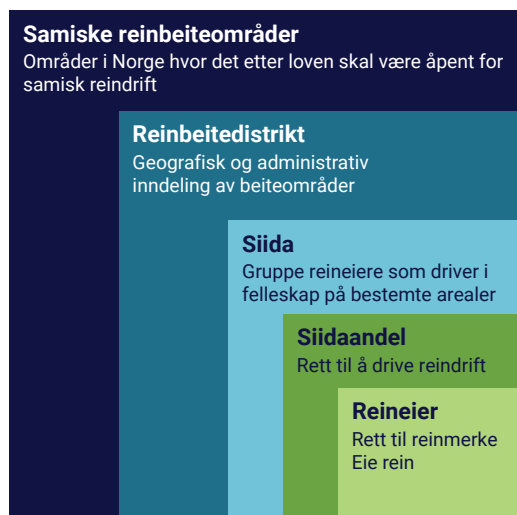 Samiske reinbeiteområder
Områder i Norge hvor det etter loven skal være åpent for
samisk reindrift
Reinbeitedistrikt
Geografisk og administrativ
inndeling av beiteområder
Siida
Gruppe reineiere som driver i
felleskap på bestemte arealer
Siidaandel
Rett til å drive reindrift
Reineier
Rett til reinmerke
Eie rein